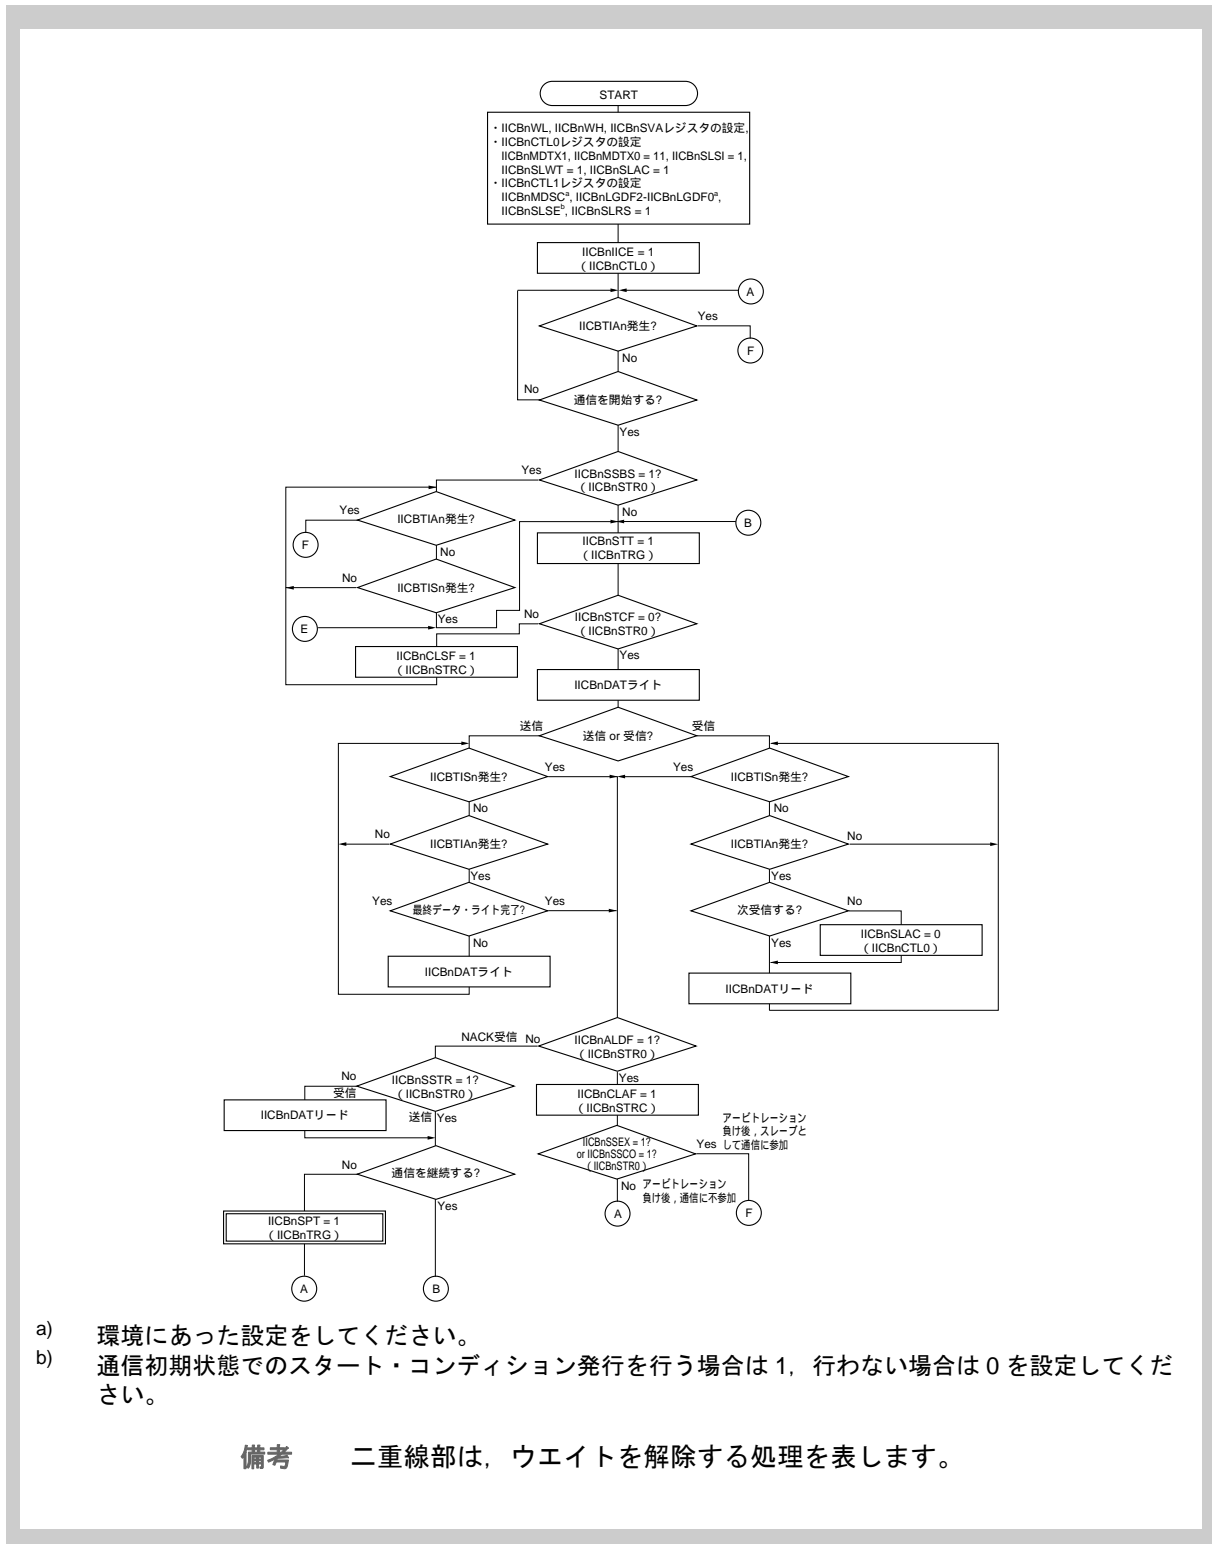 START
・IICBnWL, IICBnWH, IICBnSVAレジスタの設定,
・IICBnCTL0レジスタの設定
IICBnMDTX1, IICBnMDTX0 = 11, IICBnSLSI = 1,
IICBnSLWT = 1, IICBnSLAC = 1
・IICBnCTL1レジスタの設定
IICBnMDSCa, IICBnLGDF2-IICBnLGDF0a,
IICBnSLSEb, IICBnSLRS = 1
IICBnIICE = 1
( IICBnCTL0 )
A
IICBTIAn発生?
Yes
F
No
通信を開始する?
No
Yes
IICBnSSBS = 1?
( IICBnSTR0 )
Yes
No
IICBTIAn発生?
Yes
F
No
IICBTISn発生?
No
Yes
E
B
IICBnSTT = 1
( IICBnTRG )
IICBnSTCF = 0?
( IICBnSTR0 )
No
Yes
IICBnCLSF = 1
( IICBnSTRC )
IICBnDATライト
送信 or 受信?
送信
受信
IICBTISn発生?
Yes
No
IICBTIAn発生?
No
Yes
最終データ・ライト完了?
Yes
Yes
No
IICBnDATライト
IICBTISn発生?
Yes
No
IICBTIAn発生?
No
Yes
次受信する?
No
Yes
IICBnSLAC = 0
( IICBnCTL0 )
IICBnDATリード
IICBnALDF = 1?
( IICBnSTR0 )
NACK受信 No
Yes
IICBnSSTR = 1?
( IICBnSTR0 )
No
受信
送信 Yes
IICBnDATリード
通信を継続する?
No
Yes
IICBnSPT = 1
( IICBnTRG )
A
B
IICBnCLAF = 1
( IICBnSTRC )
IICBnSSEX = 1?
or IICBnSSCO = 1?
( IICBnSTR0 )
アービトレーション
負け後 , スレーブと
Yes して通信に参加
No アービトレーション
負け後 , 通信に不参加
A
F
a) 環境にあった設定をしてください。
b) 通信初期状態でのスタート・コンディション発行を行う場合は 1, 行わない場合は 0 を設定してくだ
さい。
備考 二重線部は, ウエイトを解除する処理を表します。